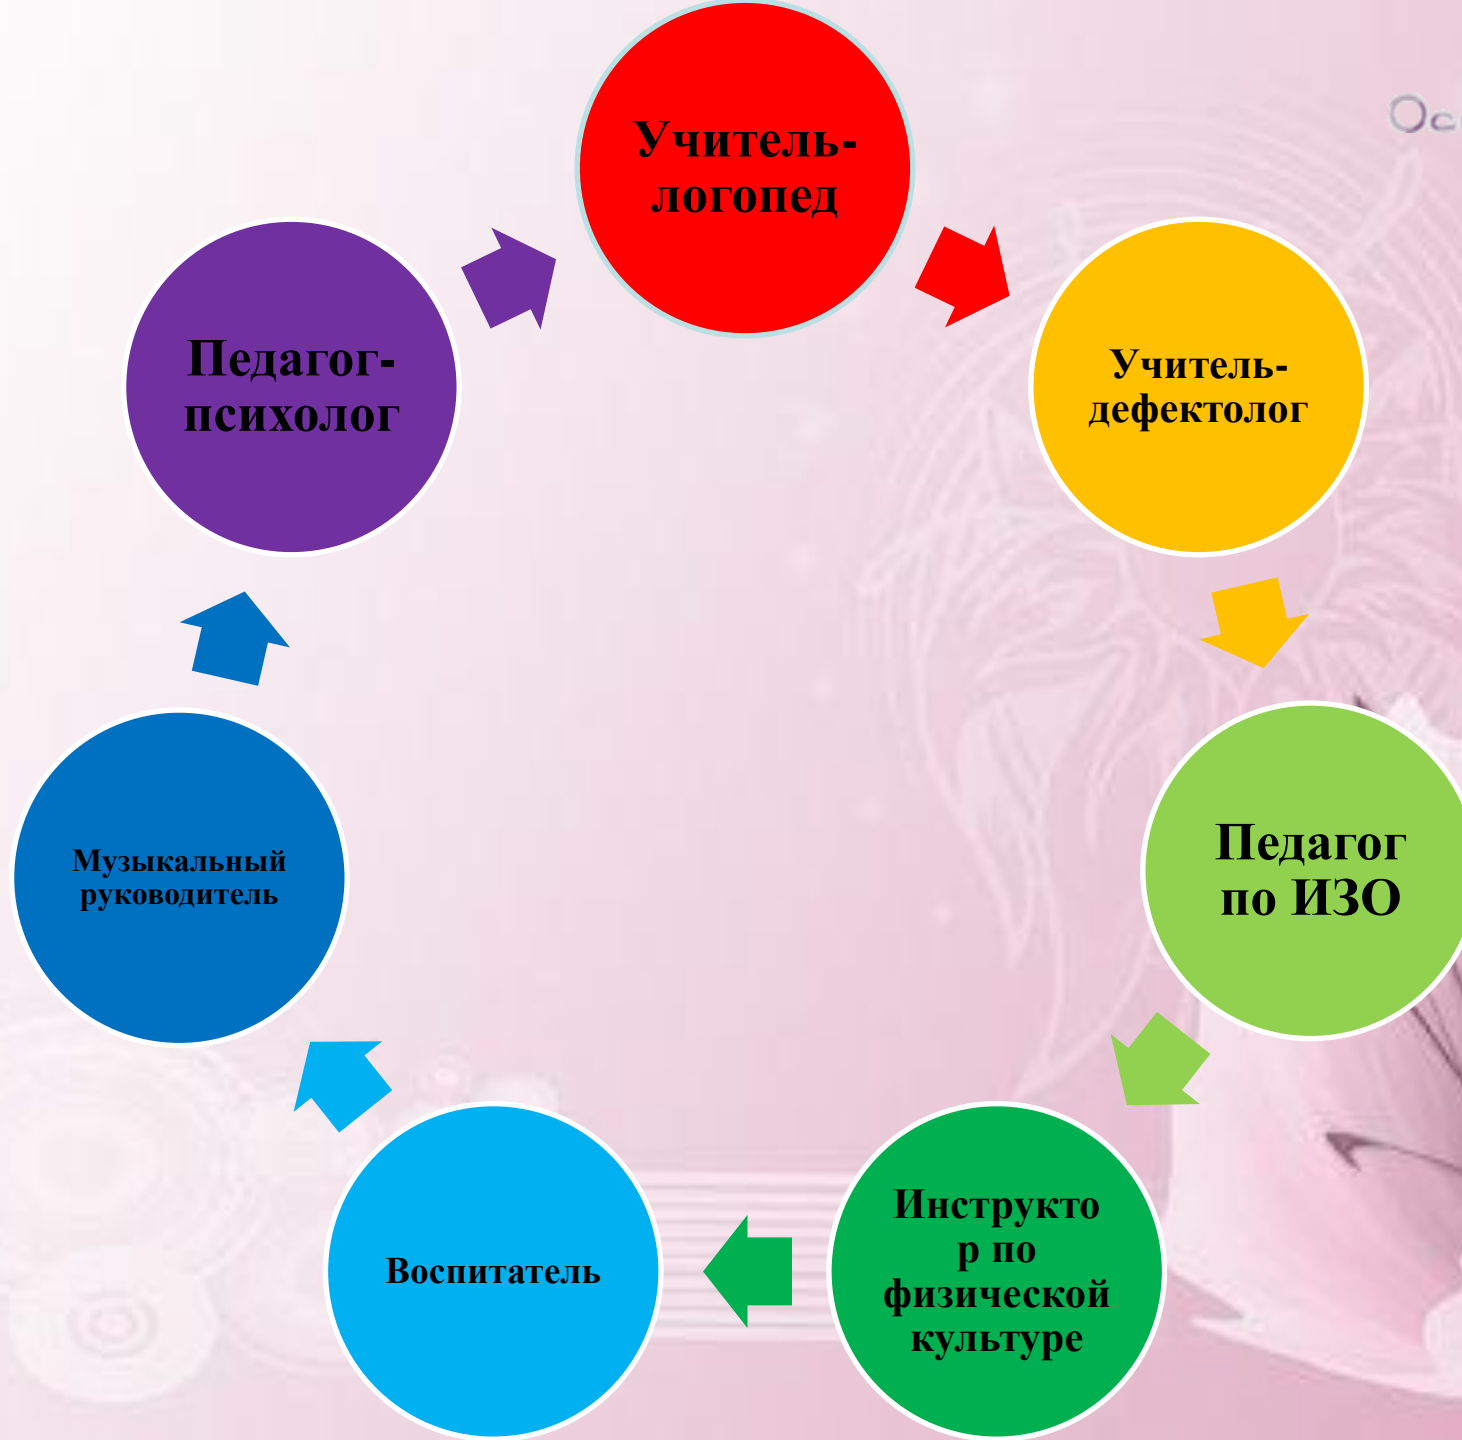 Учитель-
логопед
Учитель-
дефектолог
Педагог
по ИЗО
Инструкто
р по
физической
культуре
Воспитатель
Музыкальный
руководитель
Педагог-
психолог